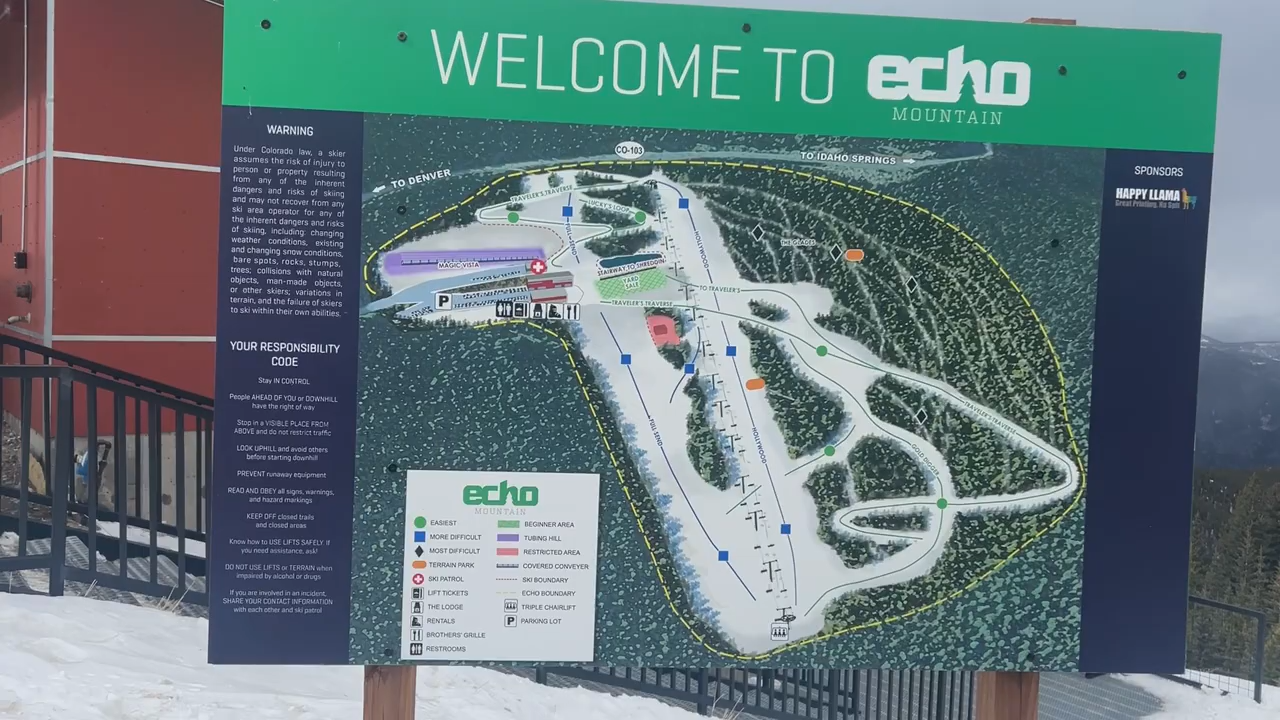 WELCOME TO echo
MOUNTAIN
WARNING
Under Colorado law, a skier
assumes the risk of injury to
person or property resulting
from any of the inherent
dangers and risks of skiing
and may not recover from any
ski area operator for any of
the inherent dangers and risks
of skiing, including: changing
weather conditions, existing
and changing snow conditions,
bare spots, rocks, stumps,
trees; collisions with natural
objects, man-made objects,
or other skiers; variations in
terrain, and the failure of skiers
to ski within their own abilities.
YOUR RESPONSIBILITY
CODE
Stay IN CONTROL
People AHEAD OF YOU or DOWNHILL
have the right of way
Stop in a VISIBLE PLACE FROM
ABOVE and do not restrict traffic
LOOK UPHILL and avoid others
before starting downhill
PREVENT runaway equipment
READ AND OBEY all signs, warnings,
and hazard markings
KEEP OFF closed trails
and closed areas
Know how to USE LIFTS SAFELY. If
you need assistance, ask!
DO NOT USE LIFTS or TERRAIN when
impaired by alcohol or drugs
If you are involved in an incident,
SHARE YOUR CONTACT INFORMATION
with each other and ski patrol
CO-103
TO IDAHO SPRINGS
TO DENVER
TRAVELER'S TRAVERSE
LUCKY'S LOOP
FULL SEND
HOLLYWOOD
THE GLADES
MAGIC VISTA
STAIRWAY TO SHREDDIN'
YARD
SALE
P
TO TRAVELER'S
TRAVELER'S TRAVERSE
TRAVELER'S TRAVERSE
FULL SEND
HOLLYWOOD
GOLD DIGGER
echo
MOUNTAIN
EASIEST
MORE DIFFICULT
MOST DIFFICULT
TERRAIN PARK
SKI PATROL
LIFT TICKETS
THE LODGE
RENTALS
BROTHERS' GRILLE
RESTROOMS
BEGINNER AREA
TUBING HILL
RESTRICTED AREA
COVERED CONVEYER
SKI BOUNDARY
ECHO BOUNDARY
TRIPLE CHAIRLIFT
P PARKING LOT
SPONSORS
HAPPY LLAMA
Great Printing, No Spit